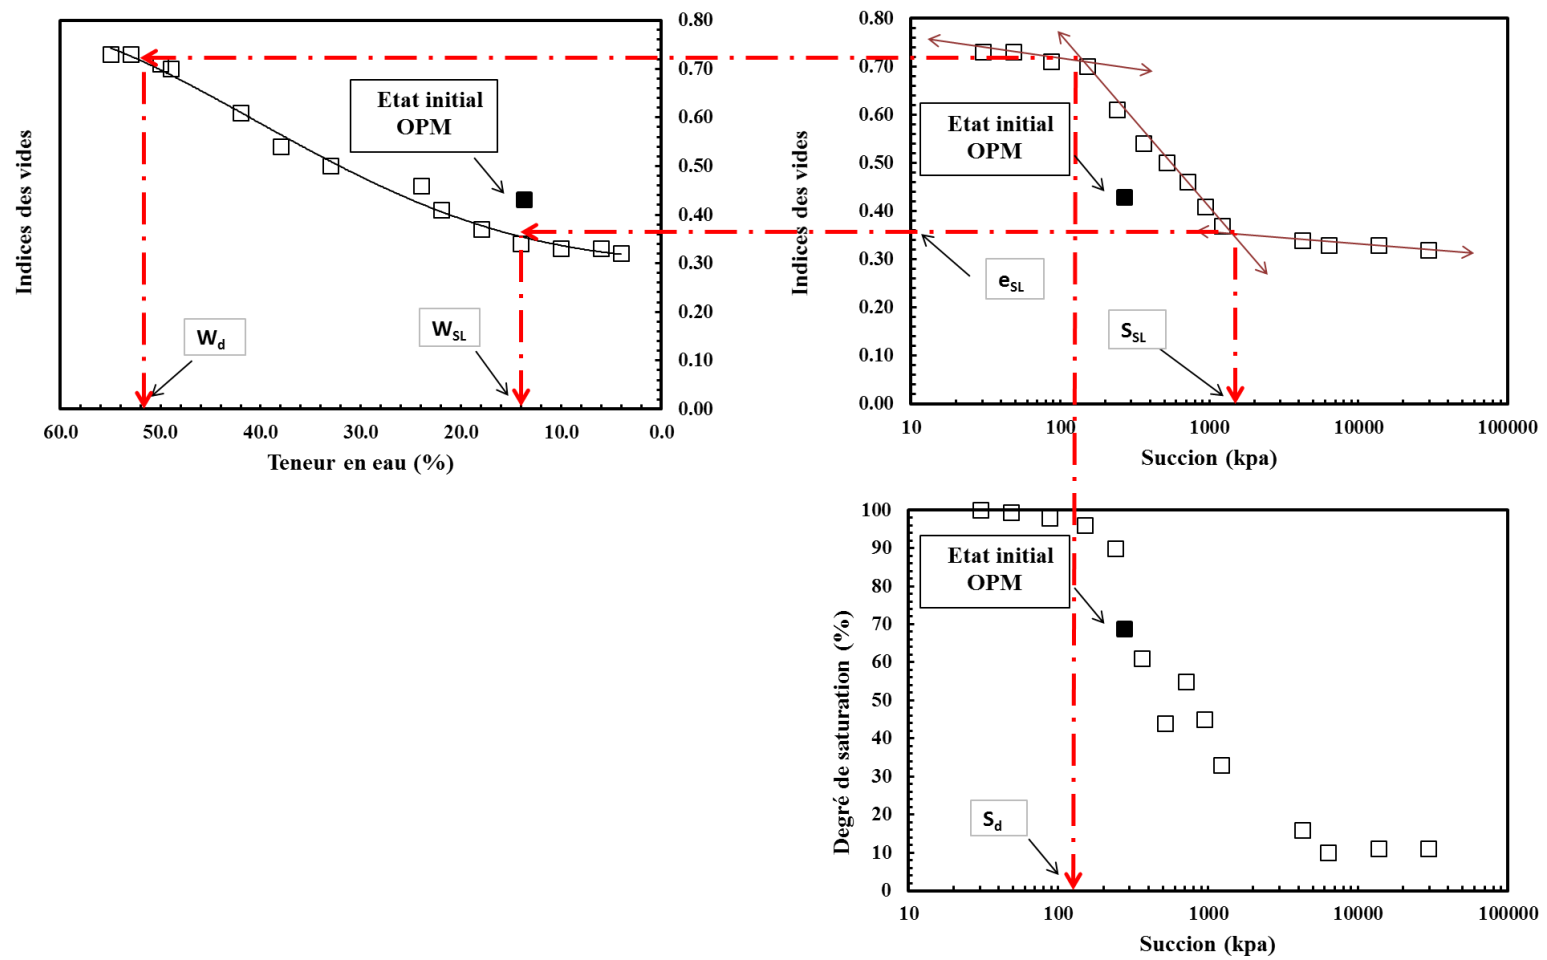 0.80
0.70
0.60
0.50
0.40
0.30
0.20
0.10
0.00
60.0 50.0 40.0 30.0 20.0 10.0 0.0
Teneur en eau (%)
Indices des vides
Etat initial
OPM
Wd
WSL
0.80
0.70
0.60
0.50
0.40
0.30
0.20
0.10
0.00
10 100 1000 10000 100000
Succion (kpa)
Indices des vides
Etat initial
OPM
eSL
SSL
100
90
80
70
60
50
40
30
20
10
0
10 100 1000 10000 100000
Succion (kpa)
Degré de saturation (%)
Etat initial
OPM
Sd